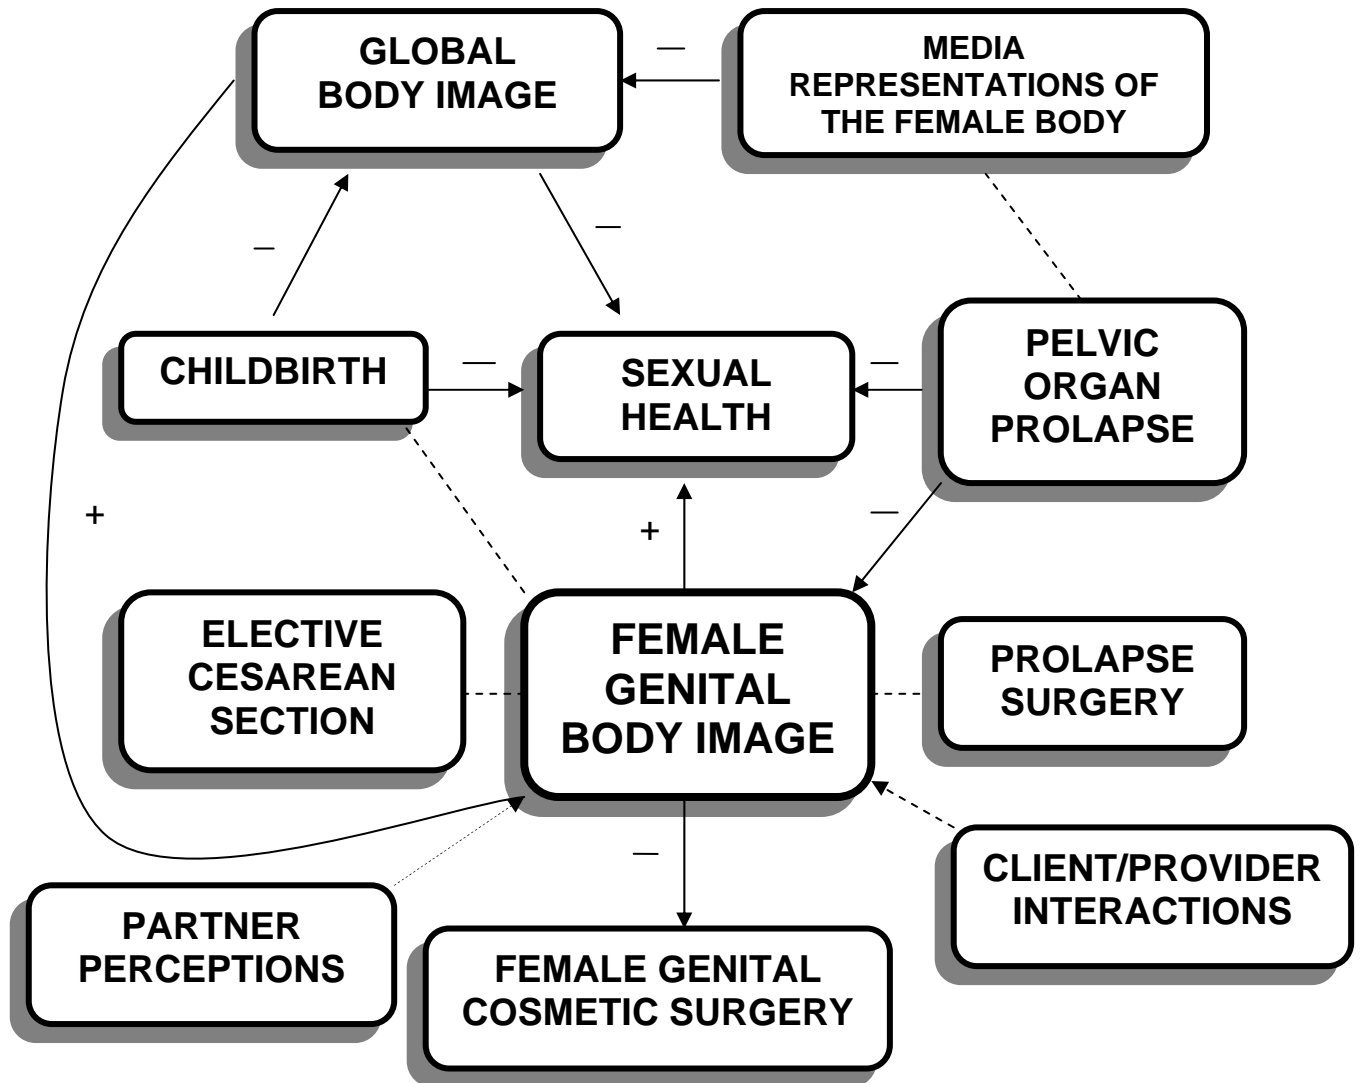 GLOBAL
BODY IMAGE
—
MEDIA
REPRESENTATIONS OF
THE FEMALE BODY
—
—
CHILDBIRTH
—
SEXUAL
HEALTH
—
PELVIC
ORGAN
PROLAPSE
+
+
—
ELECTIVE
CESAREAN
SECTION
FEMALE
GENITAL
BODY IMAGE
PROLAPSE
SURGERY
—
PARTNER
PERCEPTIONS
FEMALE GENITAL
COSMETIC SURGERY
CLIENT/PROVIDER
INTERACTIONS